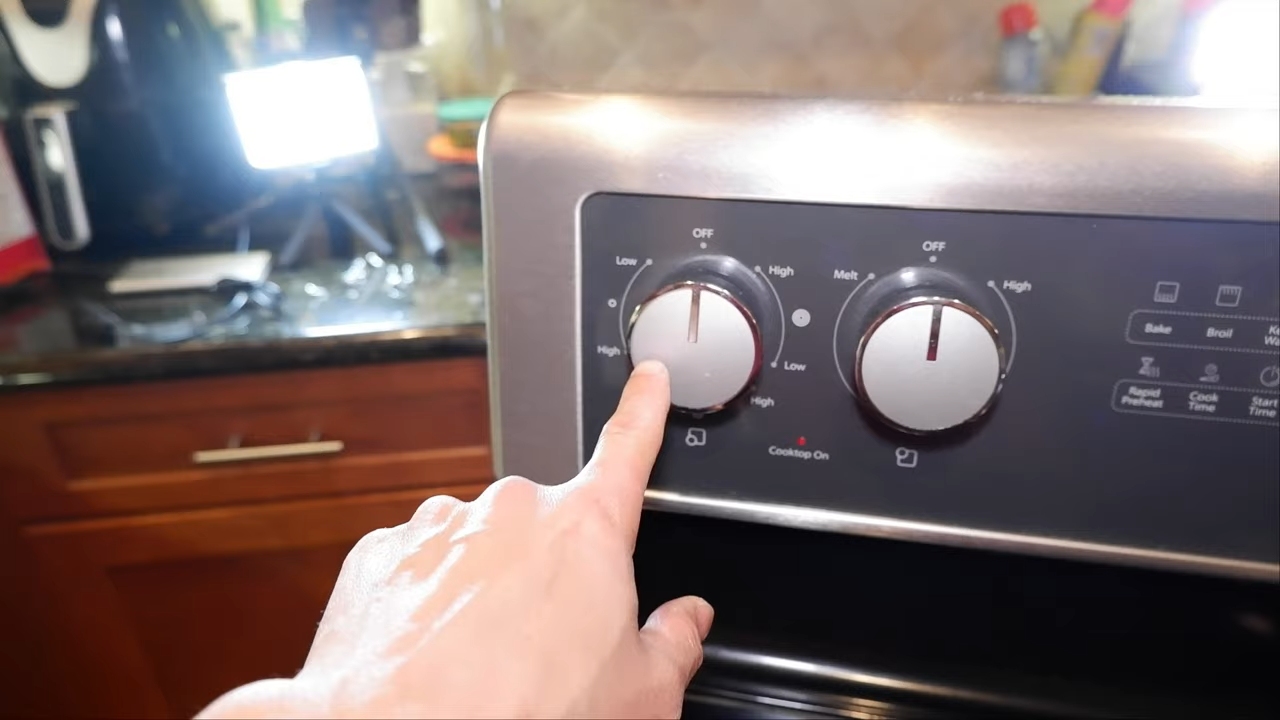 OFF
Low
High
High
Low
High
Cooktop On
OFF
Melt
High
Bake
Broil
Rapid
Preheat
Cook
Time
Start
Time